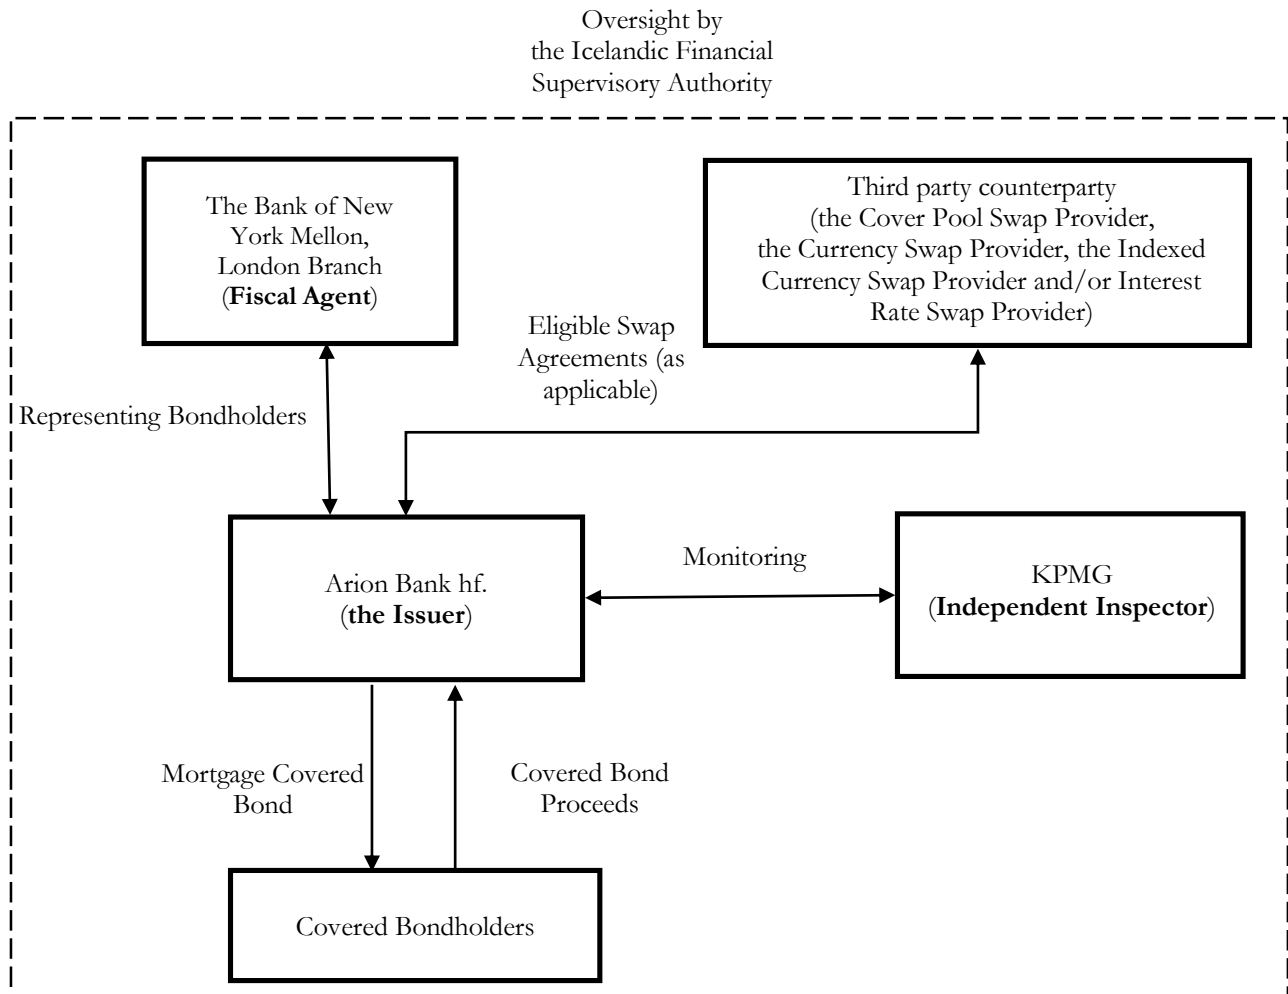 Oversight by
the Icelandic Financial
Supervisory Authority
The Bank of New
York Mellon,
London Branch
(Fiscal Agent)
Third party counterparty
(the Cover Pool Swap Provider,
the Currency Swap Provider, the Indexed
Currency Swap Provider and/or Interest
Rate Swap Provider)
Eligible Swap
Agreements (as
applicable)
Representing Bondholders
Arion Bank hf.
(the Issuer)
Monitoring
KPMG
(Independent Inspector)
Mortgage Covered
Bond
Covered Bond
Proceeds
Covered Bondholders